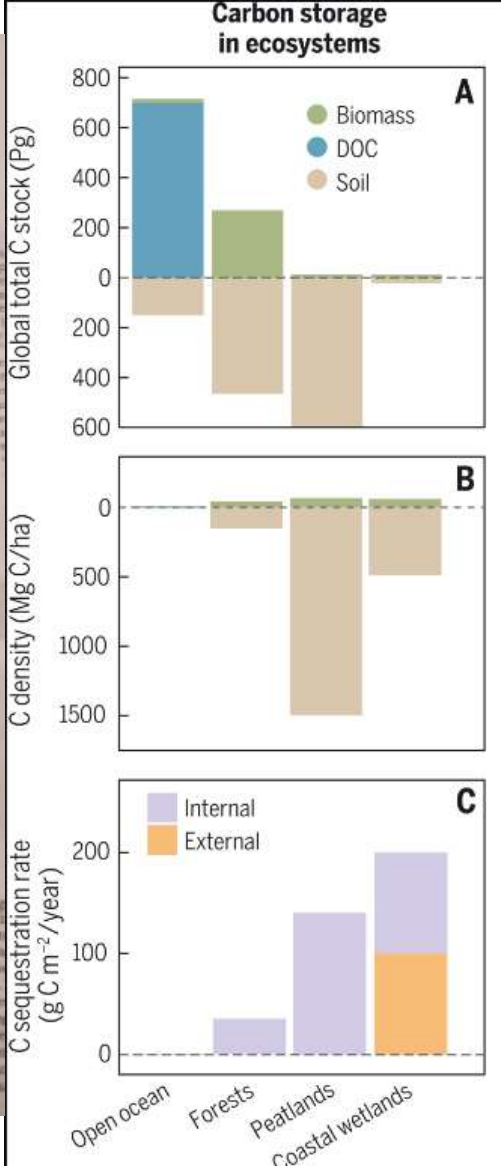 Carbon storage
in ecosystems
A
Global total C stock (Pg)
800
600
400
200
0
200
400
600
Biomass
DOC
Soil
B
C density (Mg C/ha)
0
500
1000
1500
C
C sequestration rate
(g C m⁻²/year)
200
100
0
Internal
External
Open ocean
Forests
Peatlands
Coastal wetlands